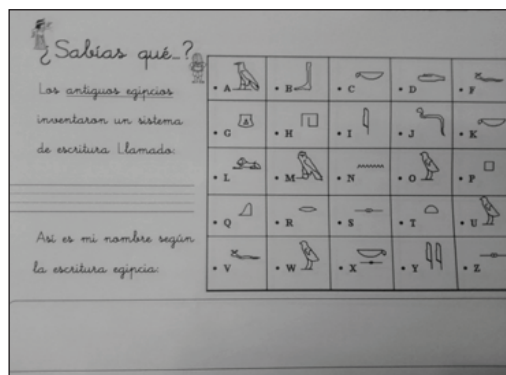 ¿Sabías qué...?
Los antiguos egipcios
inventaron un sistema
de escritura llamado:
Así es mi nombre según
la escritura egipcia:
• A • B • C • D • F
• G • H • I • J • K
• L • M • N • O • P
• Q • R • S • T • U
• V • W • X • Y • Z